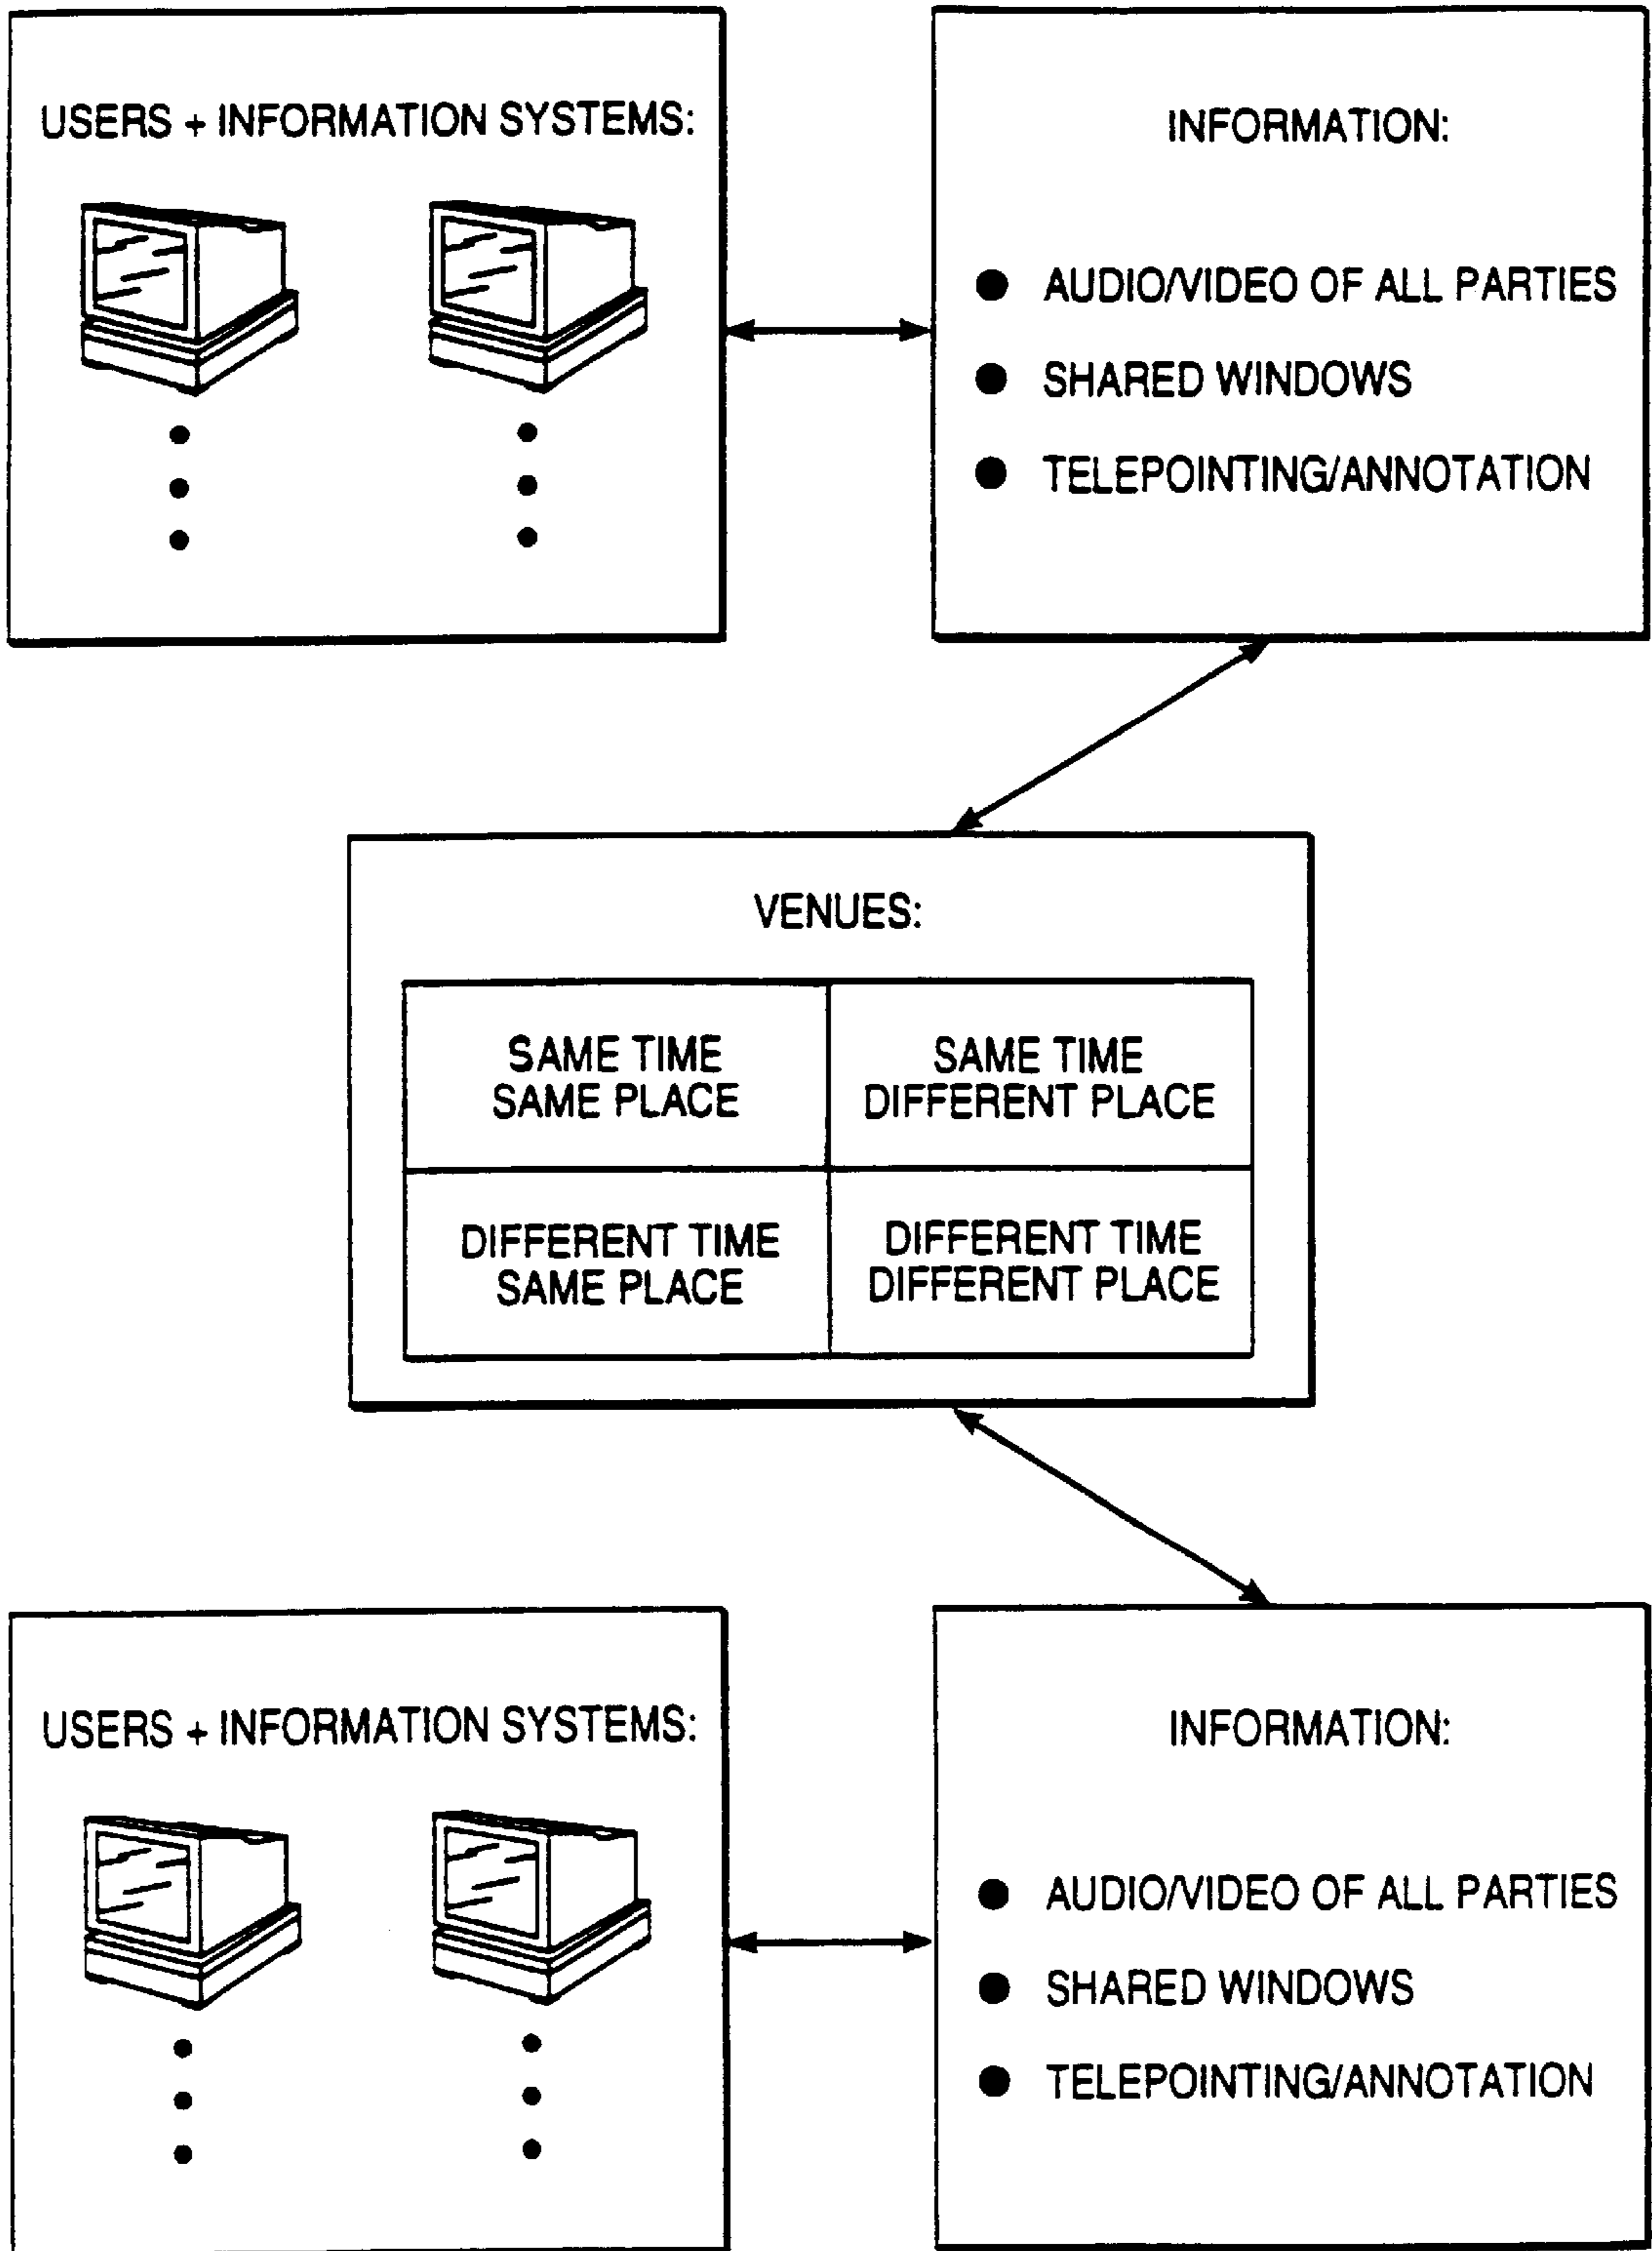 USERS + INFORMATION SYSTEMS:
INFORMATION:
● AUDIO/VIDEO OF ALL PARTIES
● SHARED WINDOWS
● TELEPOINTING/ANNOTATION
VENUES:
SAME TIME
SAME PLACE
SAME TIME
DIFFERENT PLACE
DIFFERENT TIME
SAME PLACE
DIFFERENT TIME
DIFFERENT PLACE
USERS + INFORMATION SYSTEMS:
INFORMATION:
● AUDIO/VIDEO OF ALL PARTIES
● SHARED WINDOWS
● TELEPOINTING/ANNOTATION